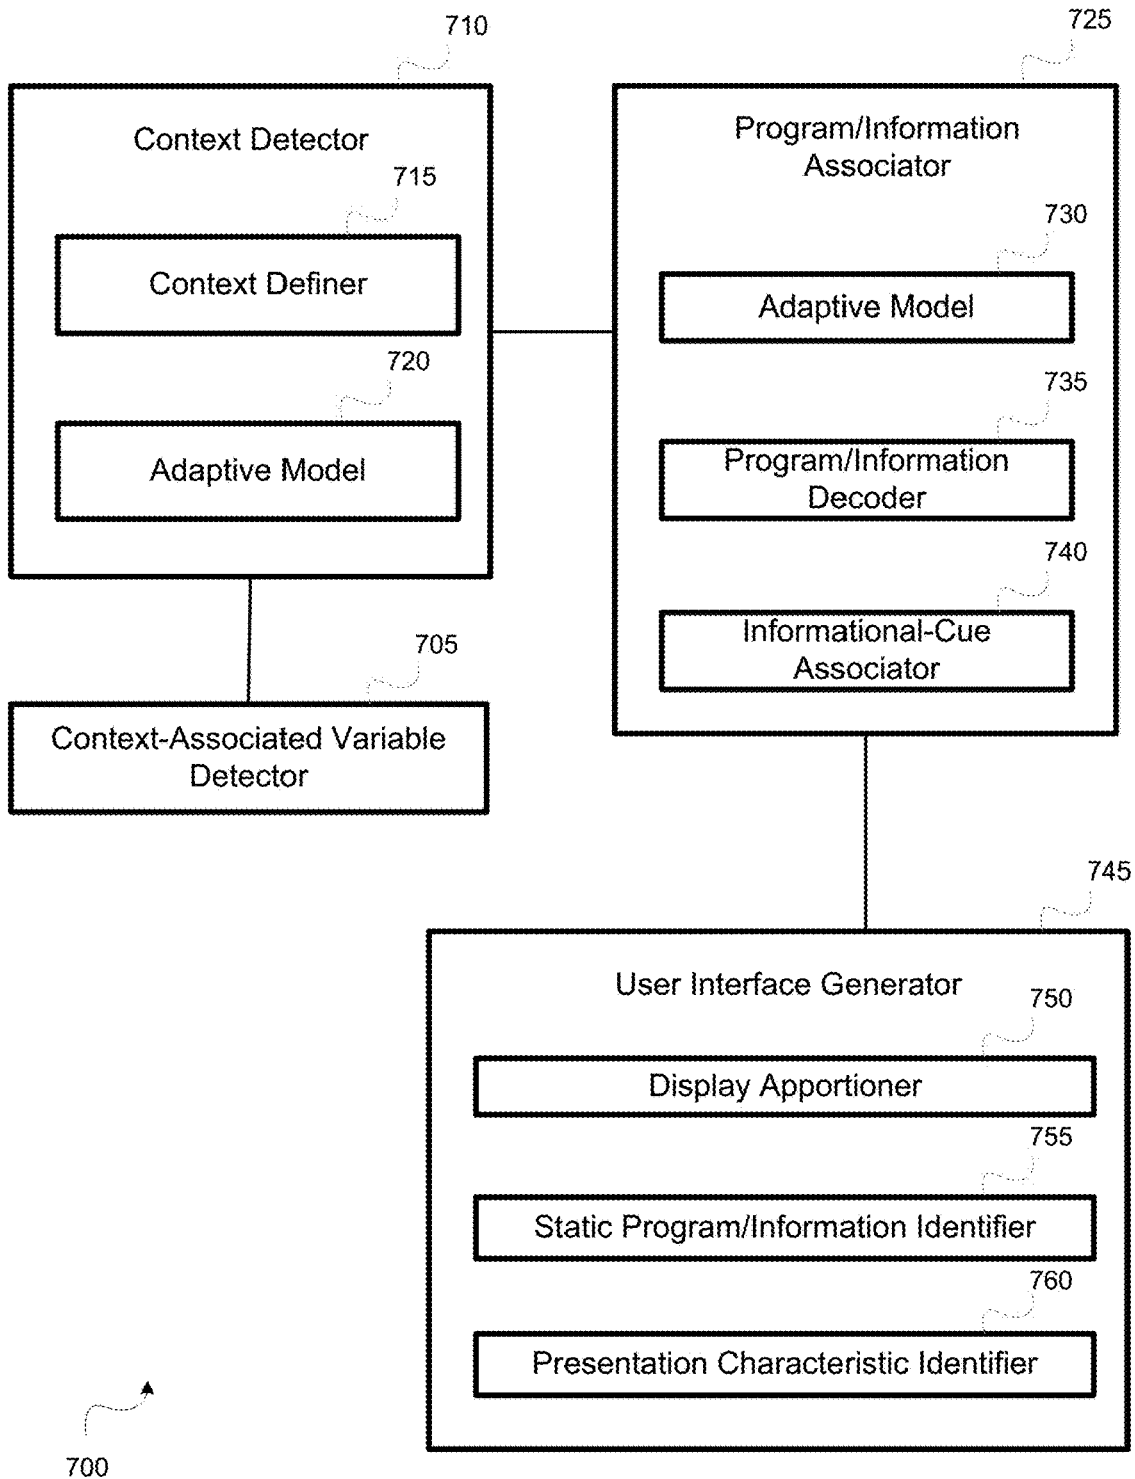 710
Context Detector
715
Context Definer
720
Adaptive Model
705
Context-Associated Variable
Detector
725
Program/Information
Associator
730
Adaptive Model
735
Program/Information
Decoder
740
Informational-Cue
Associator
745
User Interface Generator
750
Display Apportioner
755
Static Program/Information Identifier
760
Presentation Characteristic Identifier
700